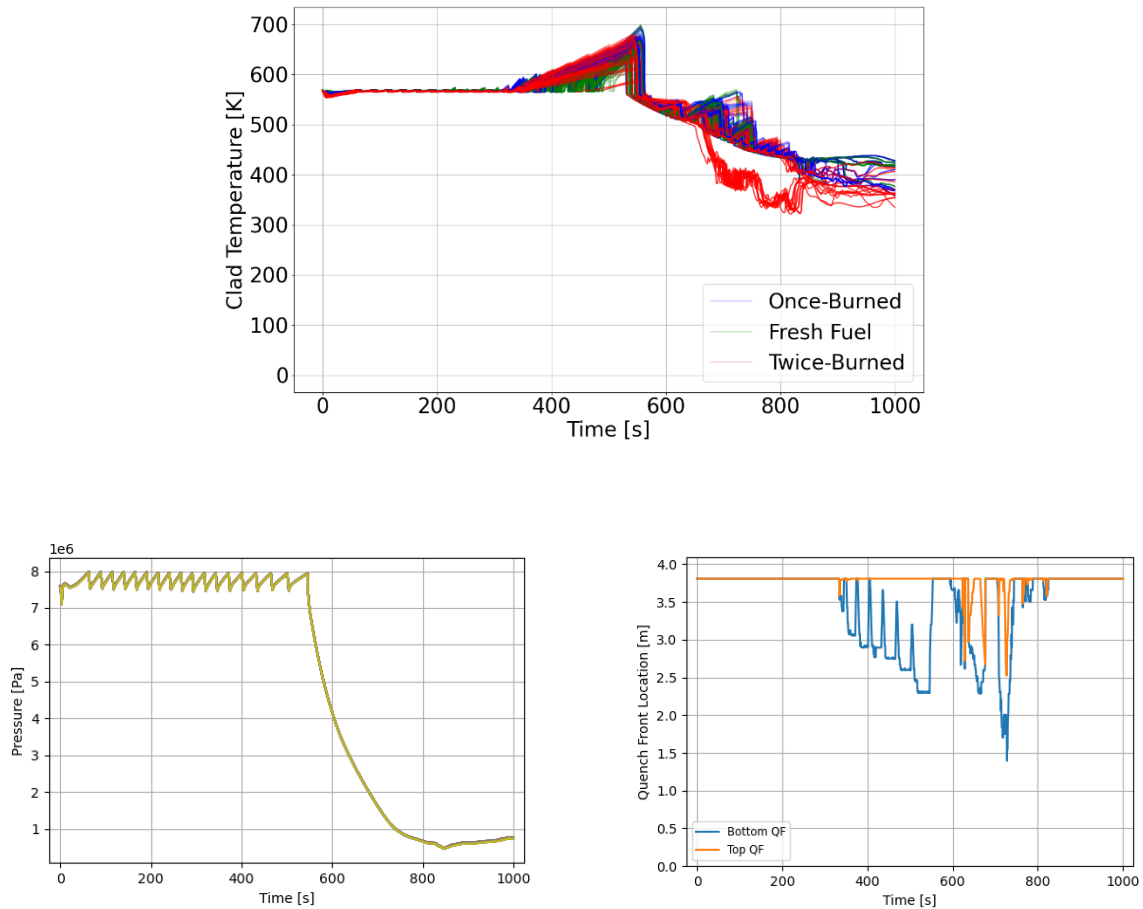 700
600
500
400
300
200
100
0
Clad Temperature [K]
Once-Burned
Fresh Fuel
Twice-Burned
0 200 400 600 800 1000
Time [s]
1e6
8
7
6
5
4
3
2
1
Pressure [Pa]
0 200 400 600 800 1000
Time [s]
4.0
3.5
3.0
2.5
2.0
1.5
1.0
0.5
0.0
Quench Front Location [m]
Bottom QF
Top QF
0 200 400 600 800 1000
Time [s]